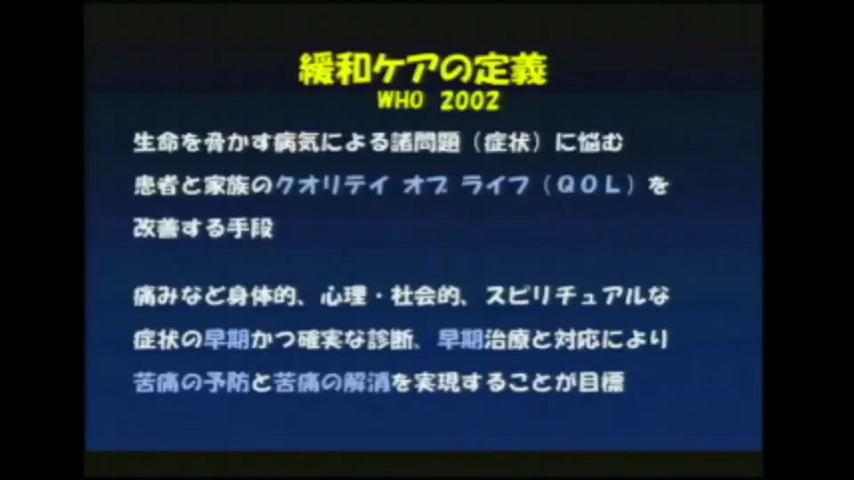 緩和ケアの定義
WHO 2002
生命を脅かす病気による諸問題（症状）に悩む
患者と家族のクオリテイ オブ ライフ（ＱＯＬ）を
改善する手段
痛みなど身体的、心理・社会的、スピリチュアルな
症状の早期かつ確実な診断、早期治療と対応により
苦痛の予防と苦痛の解消を実現することが目標